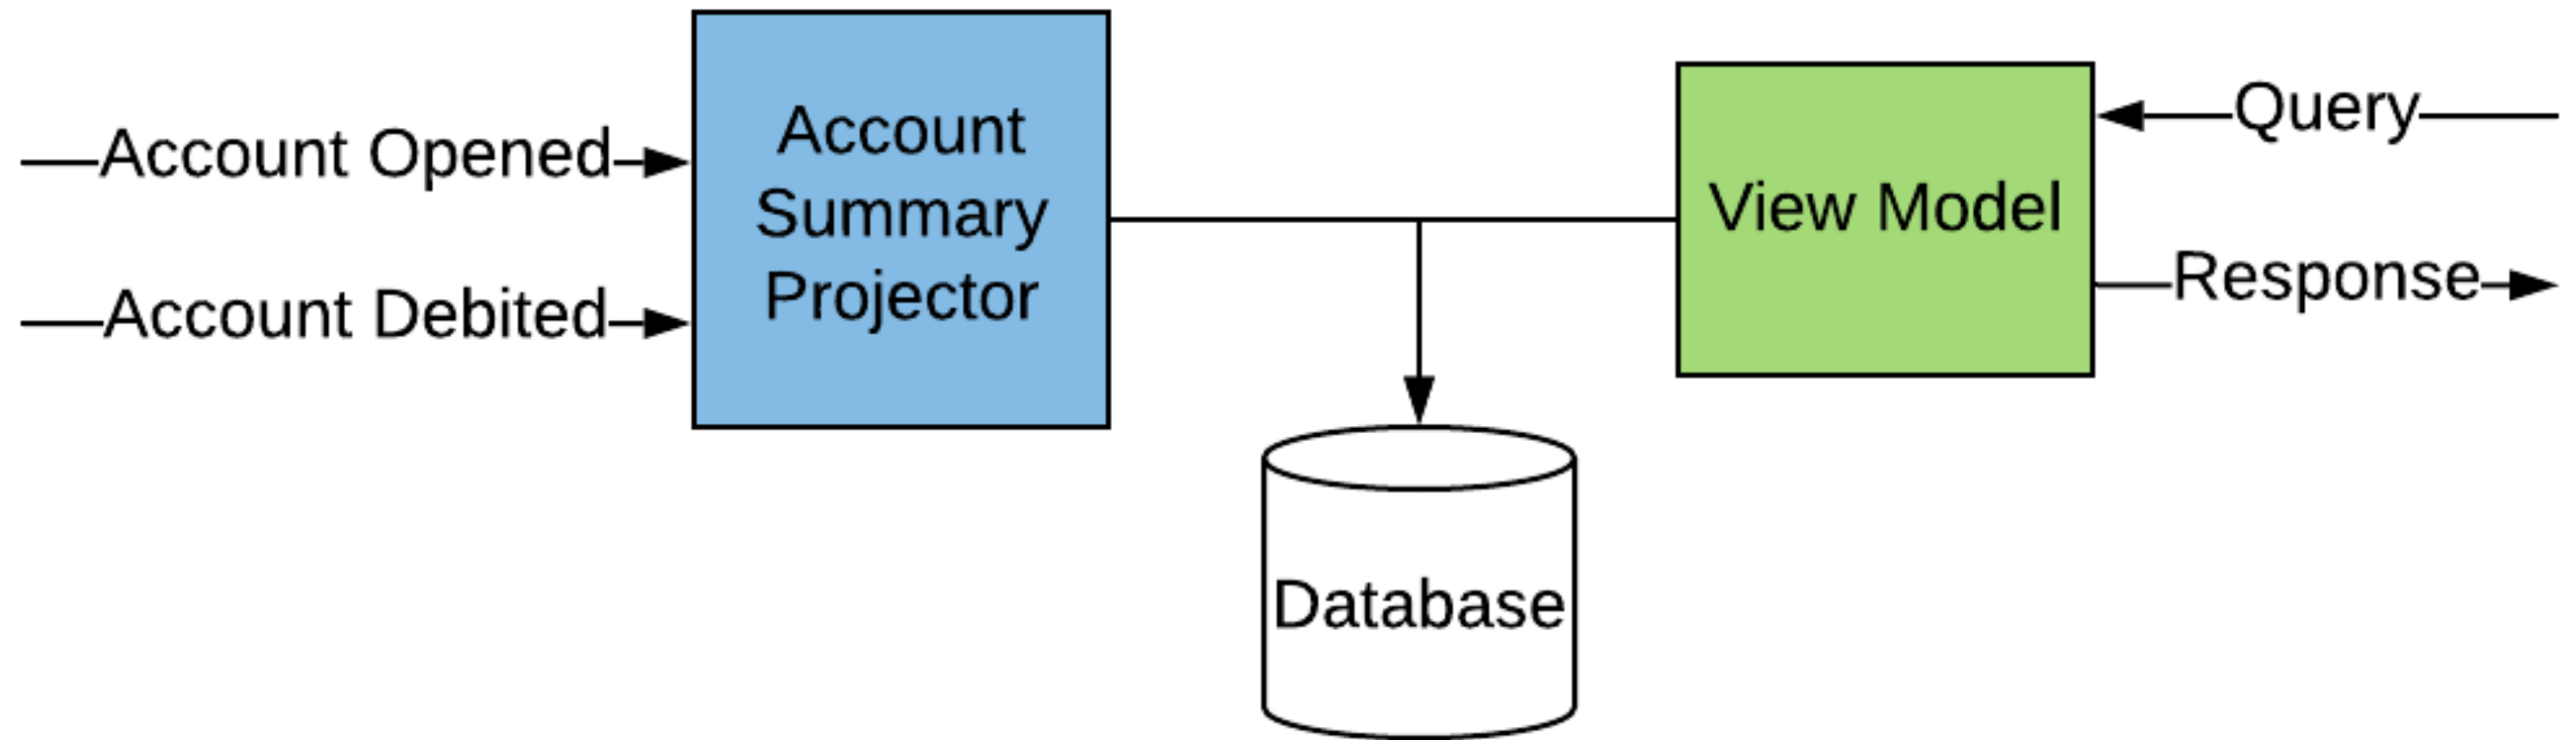 Account Opened
Account Debited
Account
Summary
Projector
View Model
Query
Response
Database